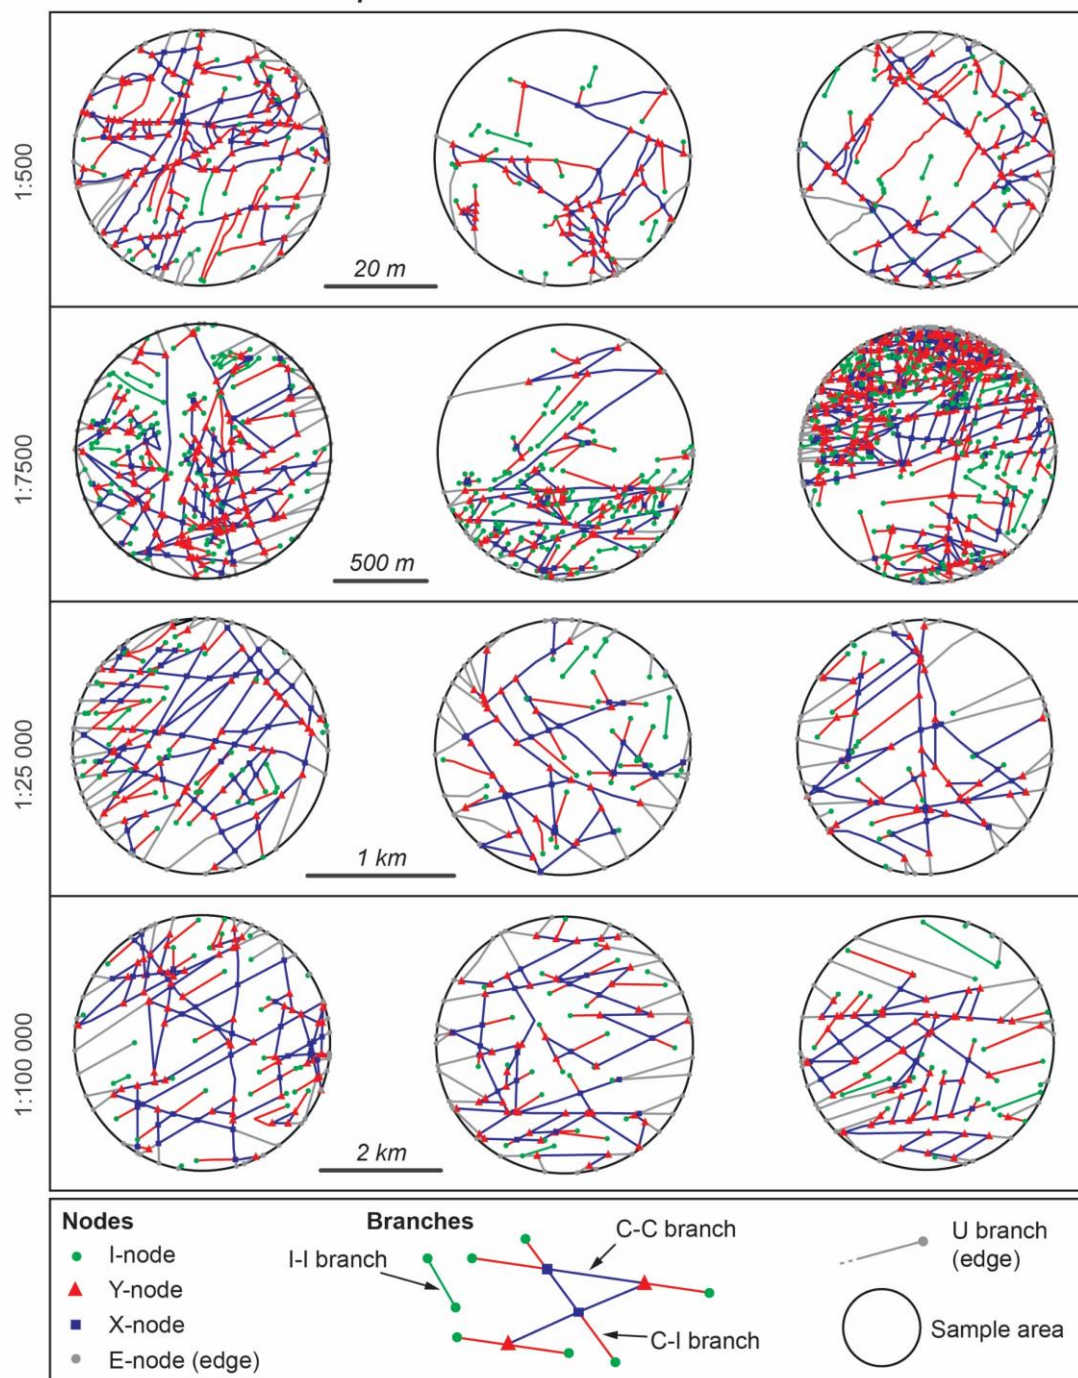 1:500
20 m
1:7500
500 m
1:25 000
1 km
1:100 000
2 km
Nodes
I-node
Y-node
X-node
E-node (edge)
Branches
I-I branch
C-C branch
C-I branch
U branch
(edge)
Sample area